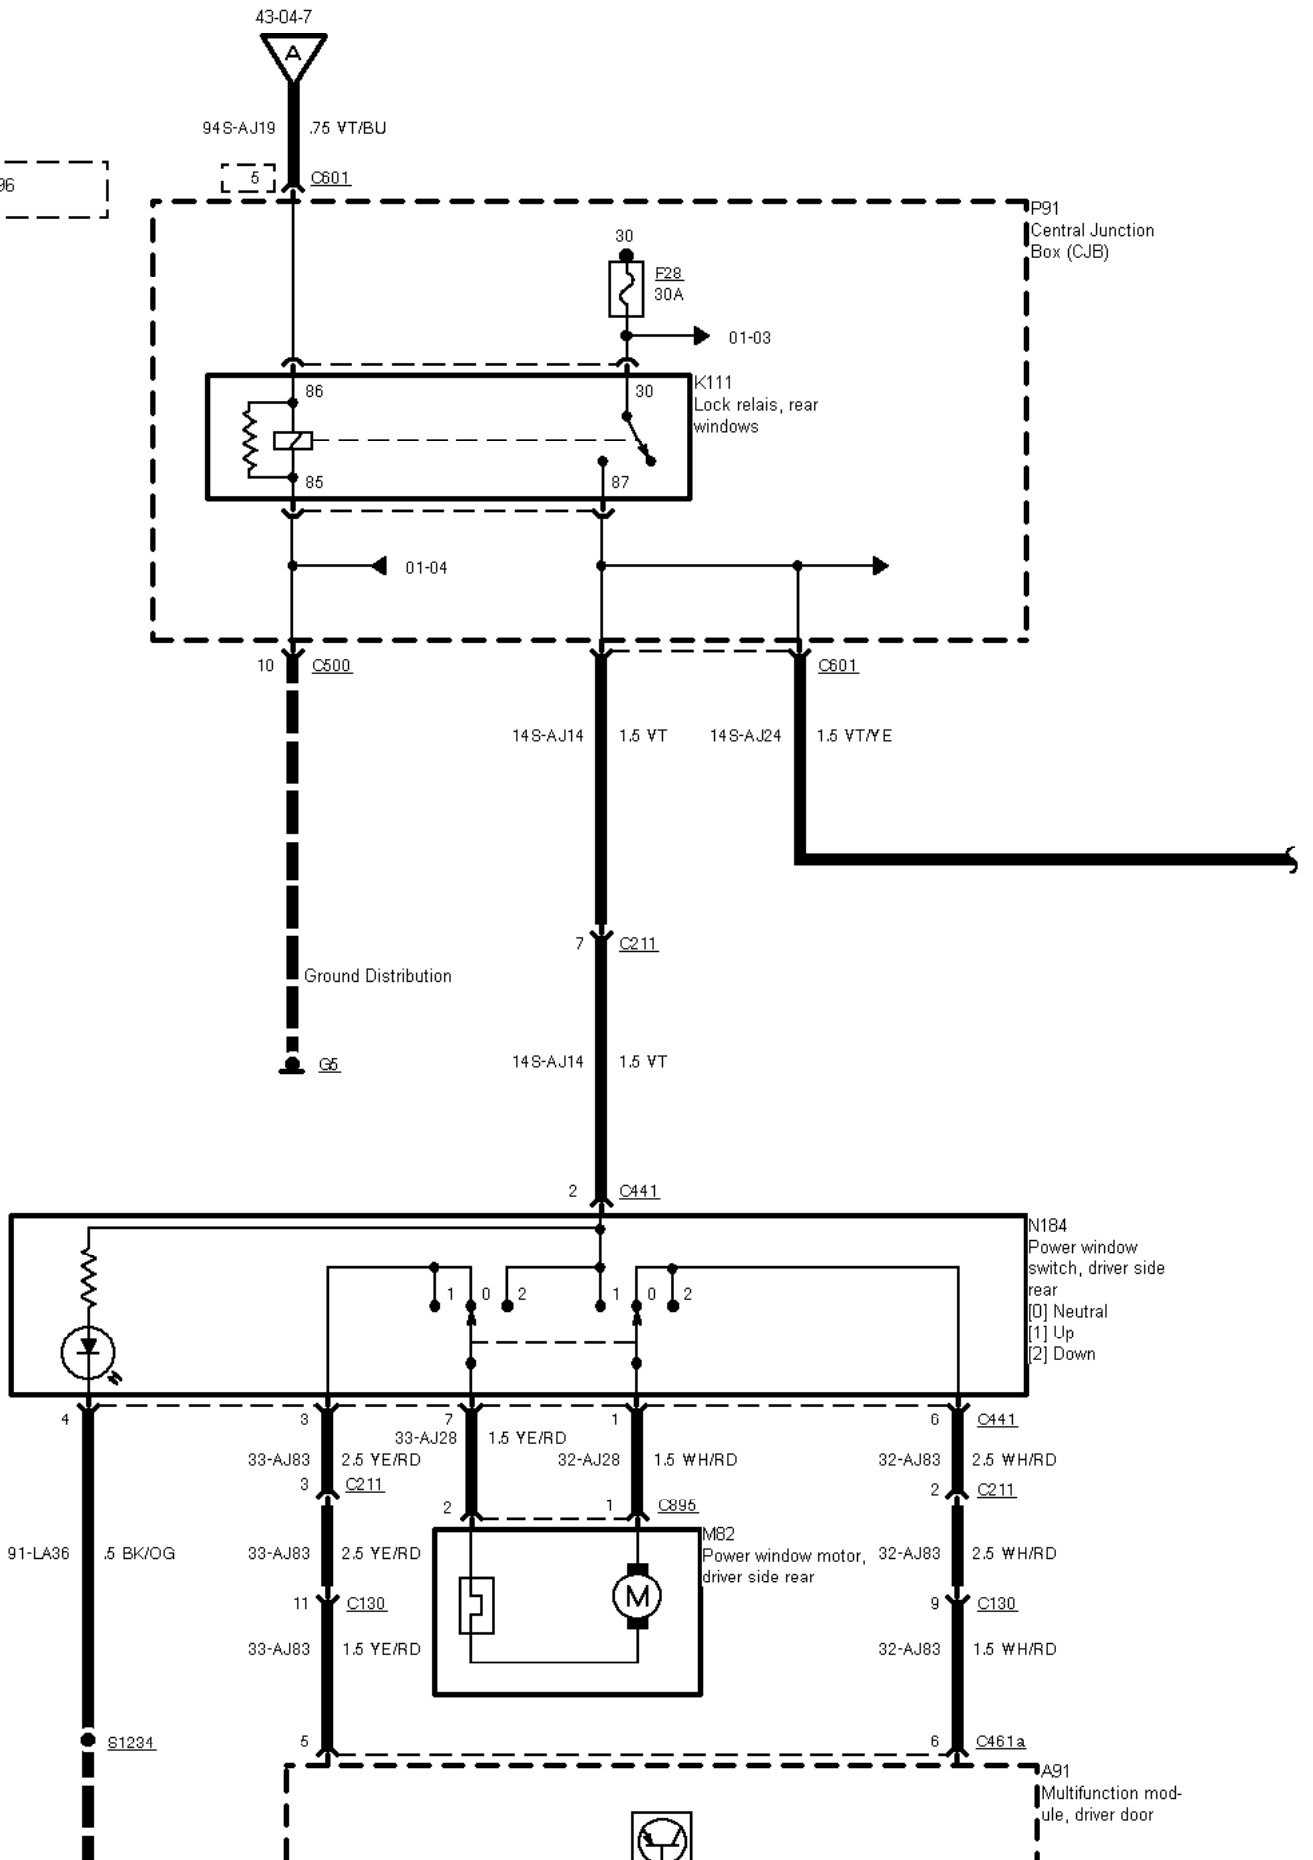 43-04-7
A
94S-AJ19 .75 VT/BU
96
5 C601
P91
Central Junction
Box (CJB)
30
F28
30A
01-03
86
30
K111
Lock relais, rear
windows
85
87
01-04
10 C500
C601
14S-AJ14 1.5 VT
14S-AJ24 1.5 VT/YE
7 C211
Ground Distribution
G5
14S-AJ14 1.5 VT
2 C441
N184
Power window
switch, driver side
rear
[0] Neutral
[1] Up
[2] Down
1 0 2 1 0 2
4 3 7 1 6 C441
33-AJ28 1.5 YE/RD
33-AJ83 2.5 YE/RD
32-AJ28 1.5 WH/RD
32-AJ83 2.5 WH/RD
3 C211
2 C211
2 1 C895
M82
Power window motor,
driver side rear
91-LA36 .5 BK/OG
33-AJ83 2.5 YE/RD
32-AJ83 2.5 WH/RD
M
11 C130
9 C130
33-AJ83 1.5 YE/RD
32-AJ83 1.5 WH/RD
S1234
5 6 C461a
A91
Multifunction mod-
ule, driver door